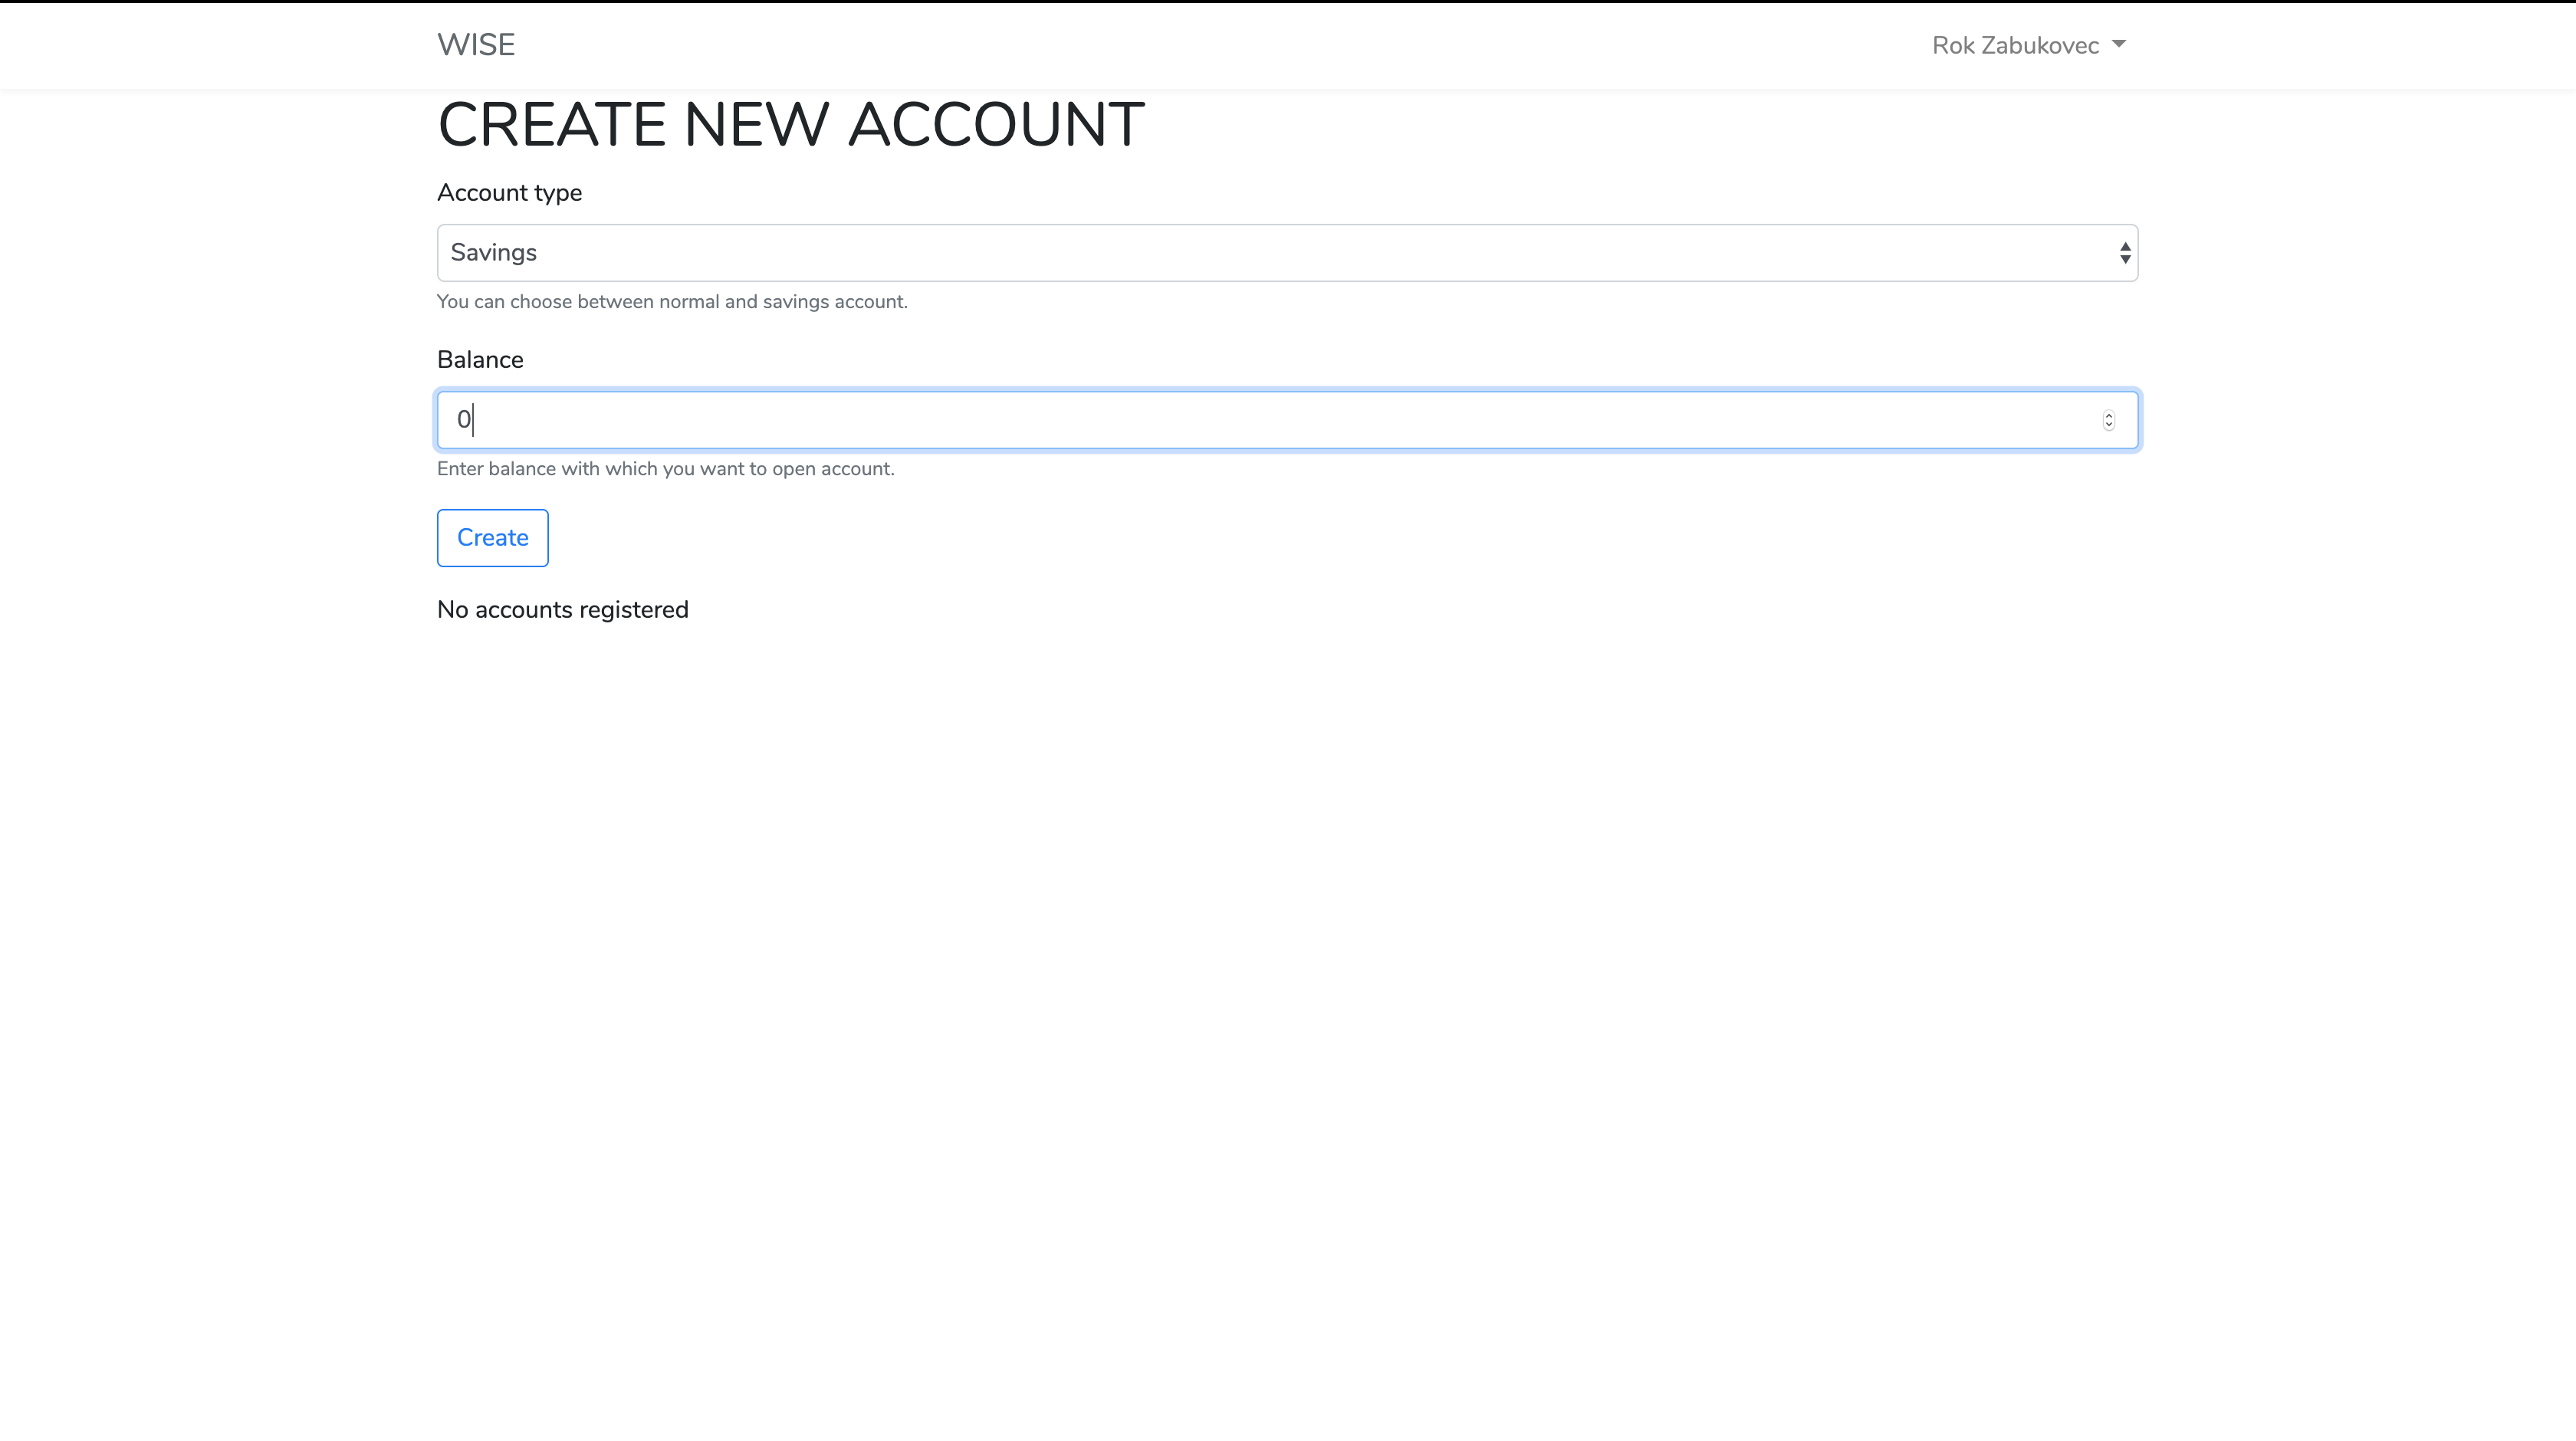 WISE
Rok Zabukovec
CREATE NEW ACCOUNT
Account type
Savings
You can choose between normal and savings account.
Balance
0
Enter balance with which you want to open account.
Create
No accounts registered